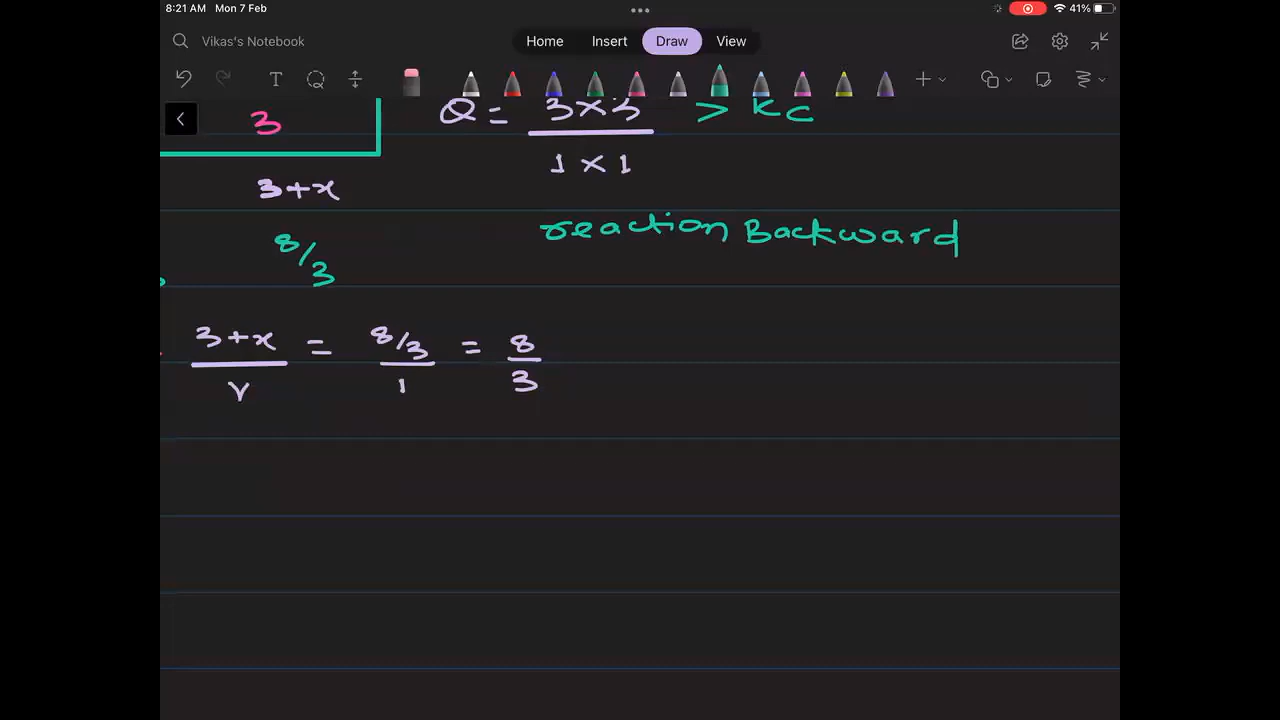 8:21 AM Mon 7 Feb
41%
Vikas's Notebook
Home Insert Draw View
3
Q = 3×3 / 1×1 > Kc
3+x
reaction Backward
8/3
3+x / V = 8/3 / 1 = 8 / 3